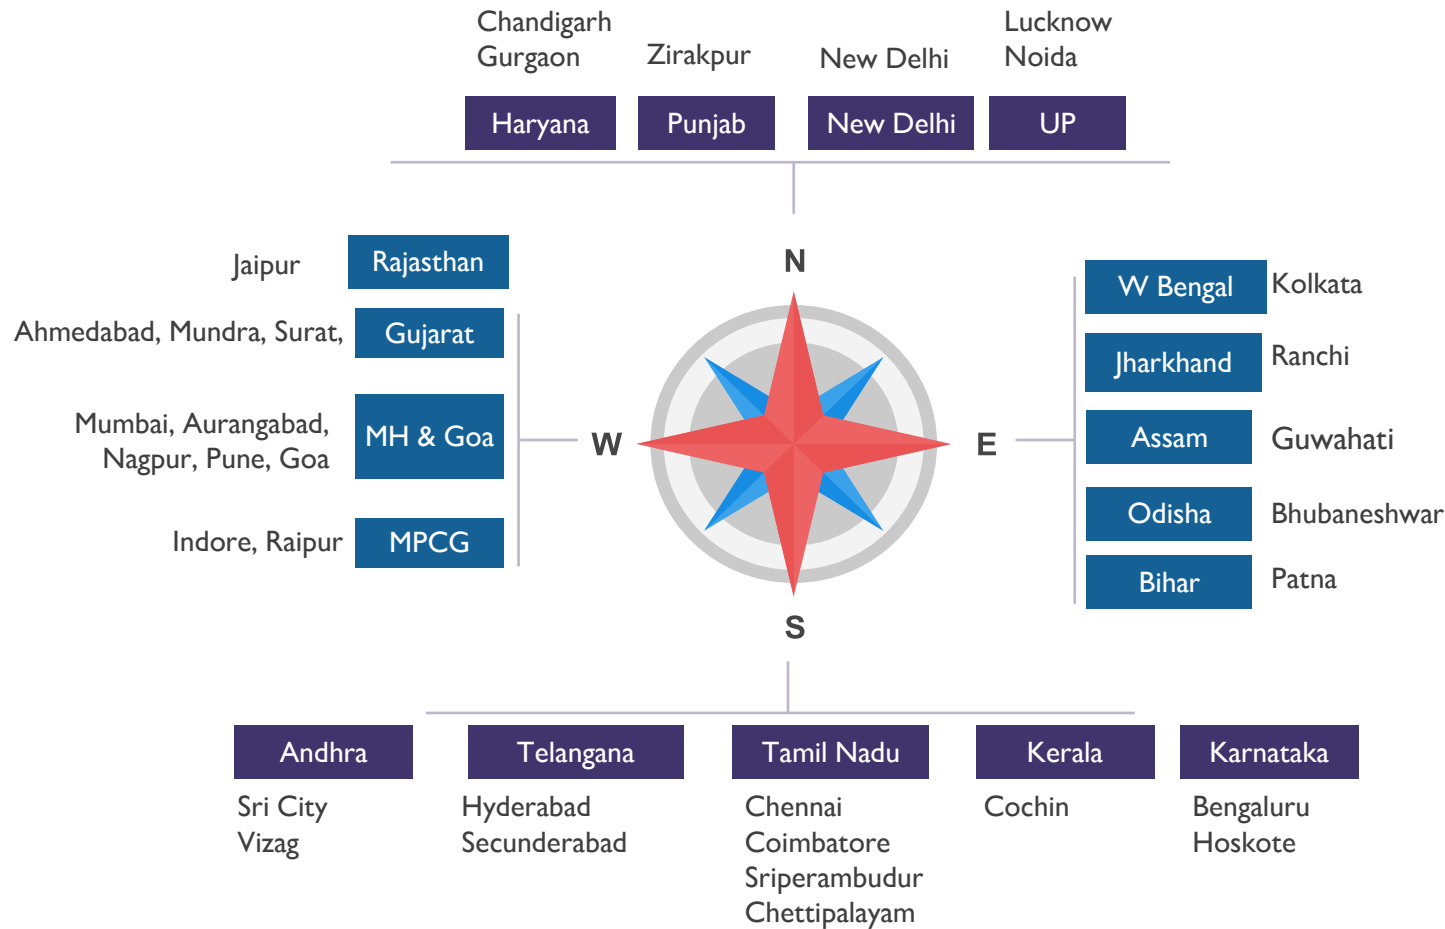 Chandigarh
Gurgaon
Zirakpur
New Delhi
Lucknow
Noida
Haryana
Punjab
New Delhi
UP
N
Jaipur
Rajasthan
Ahmedabad, Mundra, Surat,
Gujarat
Mumbai, Aurangabad,
Nagpur, Pune, Goa
MH & Goa
Indore, Raipur
MPCG
W
E
W Bengal
Kolkata
Jharkhand
Ranchi
Assam
Guwahati
Odisha
Bhubaneshwar
Bihar
Patna
S
Andhra
Sri City
Vizag
Telangana
Hyderabad
Secunderabad
Tamil Nadu
Chennai
Coimbatore
Sriperambudur
Chettipalayam
Kerala
Cochin
Karnataka
Bengaluru
Hoskote